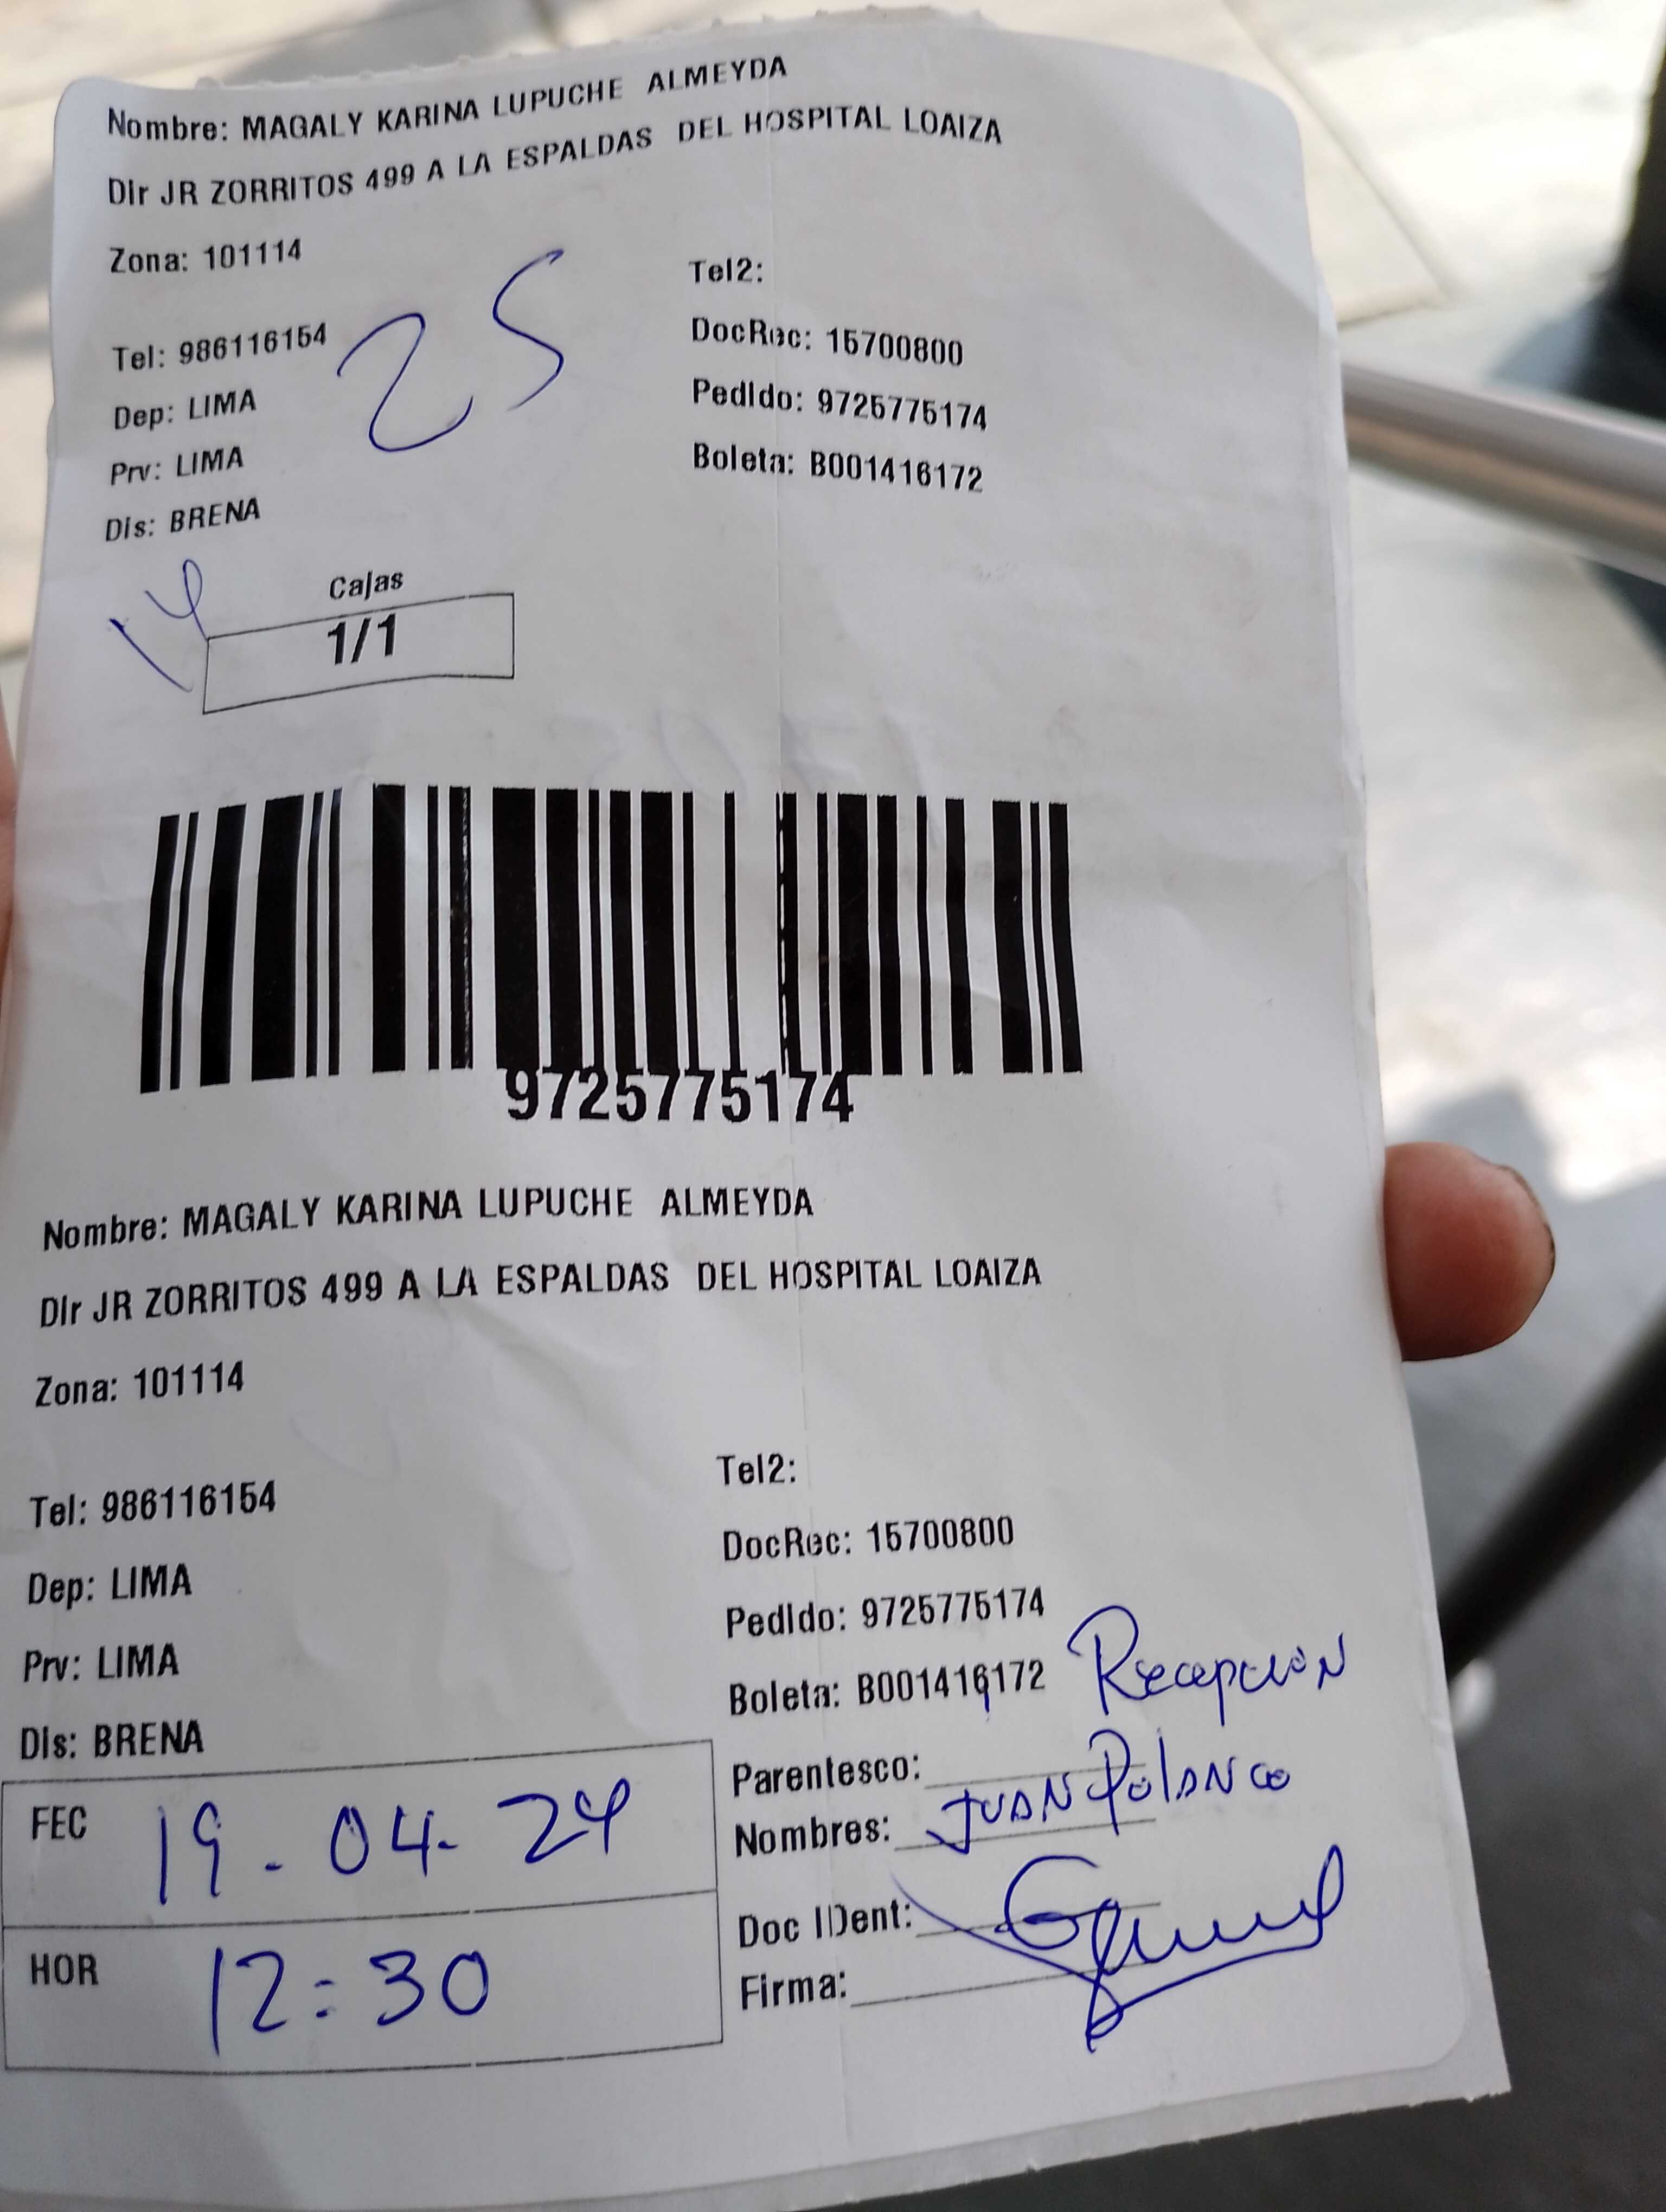 Nombre: MAGALY KARINA LUPUCHE ALMEYDA
Dir JR ZORRITOS 499 A LA ESPALDAS DEL HOSPITAL LOAIZA
Zona: 101114
25
Tel2:
Tel: 986116154
DocRec: 15700800
Dep: LIMA
Pedido: 9725775174
Prv: LIMA
Boleta: B001416172
Dis: BRENA
14
Cajas
1/1
9725775174
Nombre: MAGALY KARINA LUPUCHE ALMEYDA
Dir JR ZORRITOS 499 A LA ESPALDAS DEL HOSPITAL LOAIZA
Zona: 101114
Tel2:
Tel: 986116154
DocRec: 15700800
Dep: LIMA
Pedido: 9725775174
Prv: LIMA
Boleta: B001416172 Recepcion
Dis: BRENA
Parentesco:
FEC 19-04-24
Nombres: JUAN POLANCO
Doc IDent:
HOR 12:30
Firma: